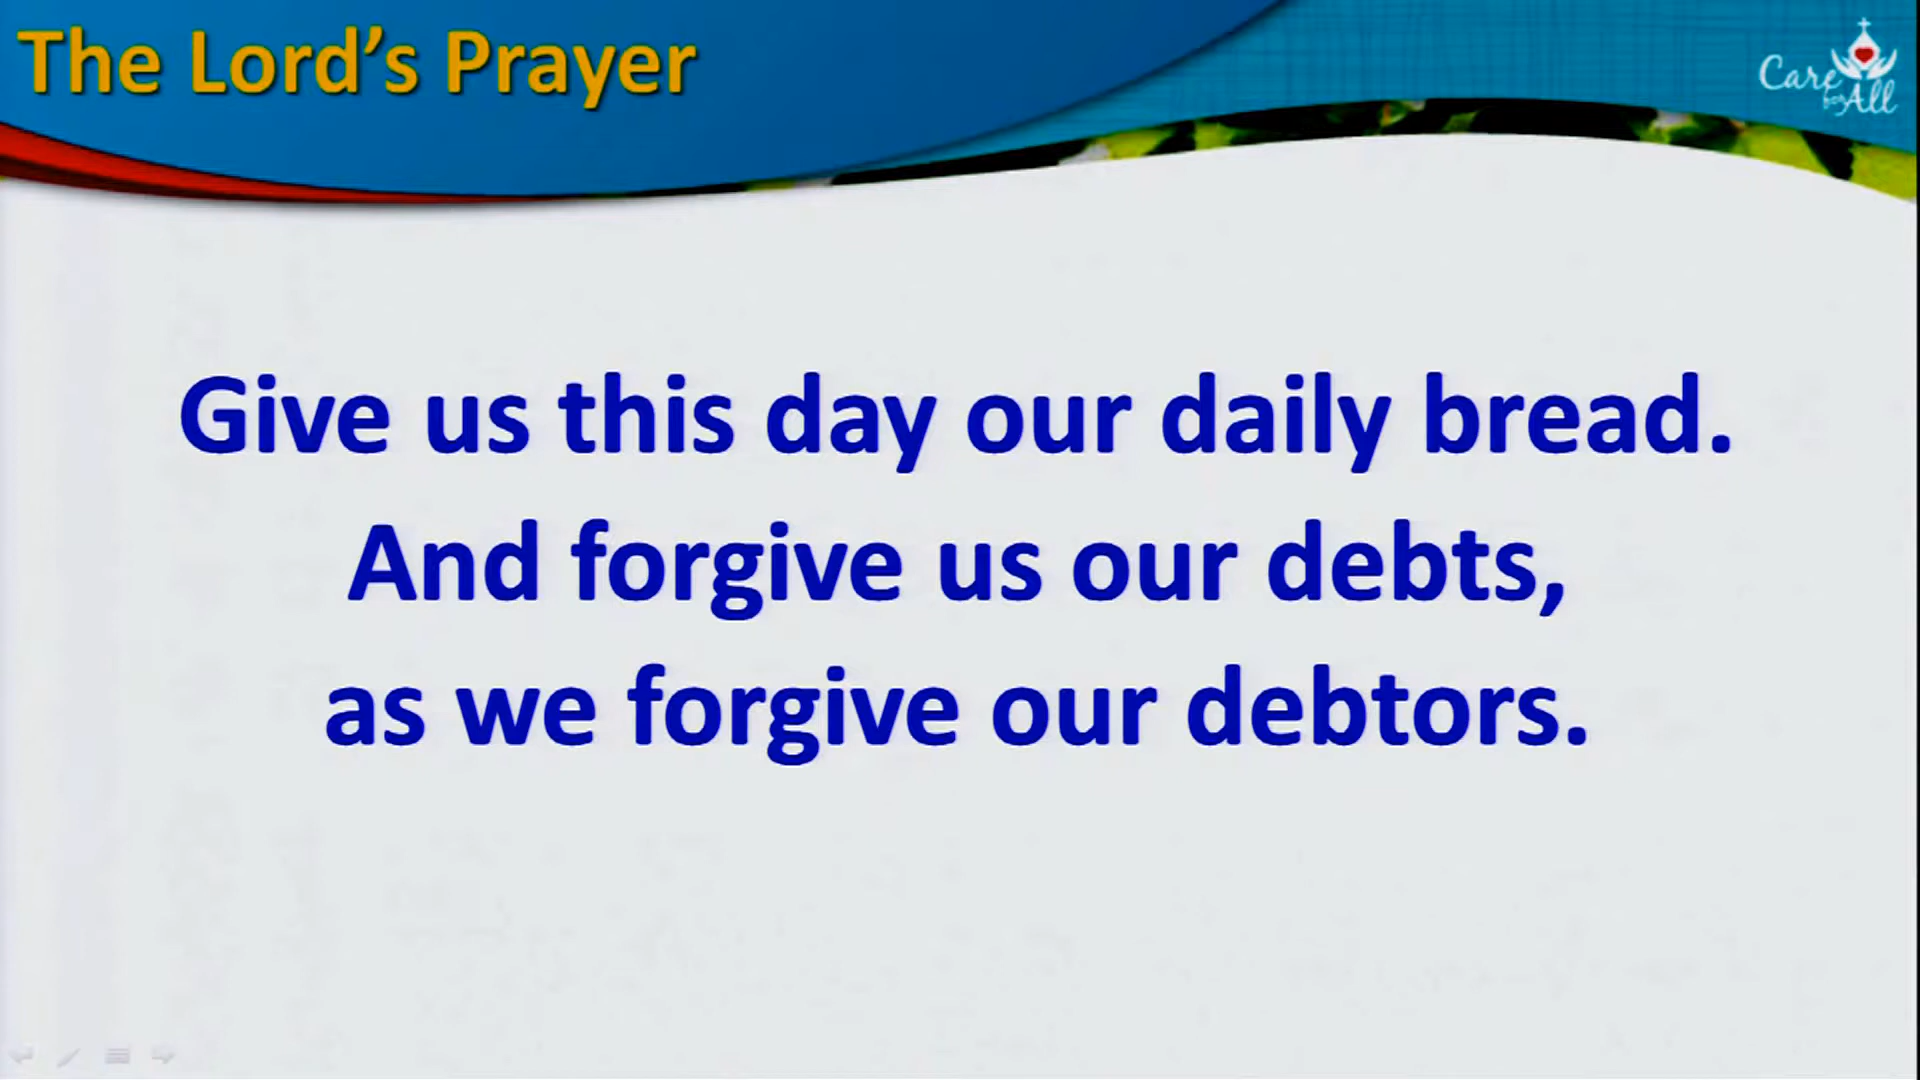 The Lord's Prayer
Care
for All
Give us this day our daily bread.
And forgive us our debts,
as we forgive our debtors.